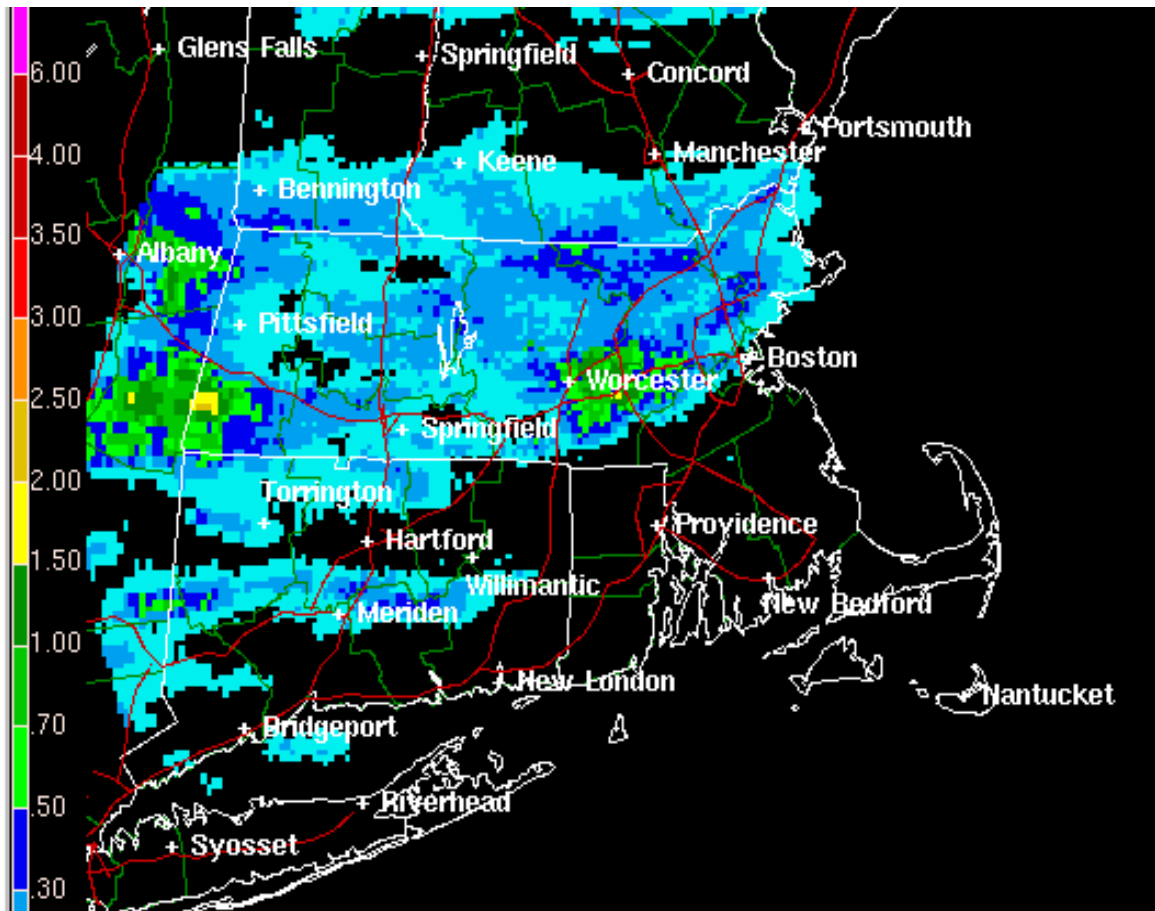 Glens Falls
Springfield
Concord
6.00
Portsmouth
4.00
Manchester
Keene
Bennington
3.50
Albany
3.00
Pittsfield
Boston
Worcester
2.50
Springfield
2.00
Torrington
Providence
Hartford
1.50
Willimantic
New Bedford
Meriden
1.00
New London
Nantucket
.70
Bridgeport
.50
Riverhead
Syosset
.30